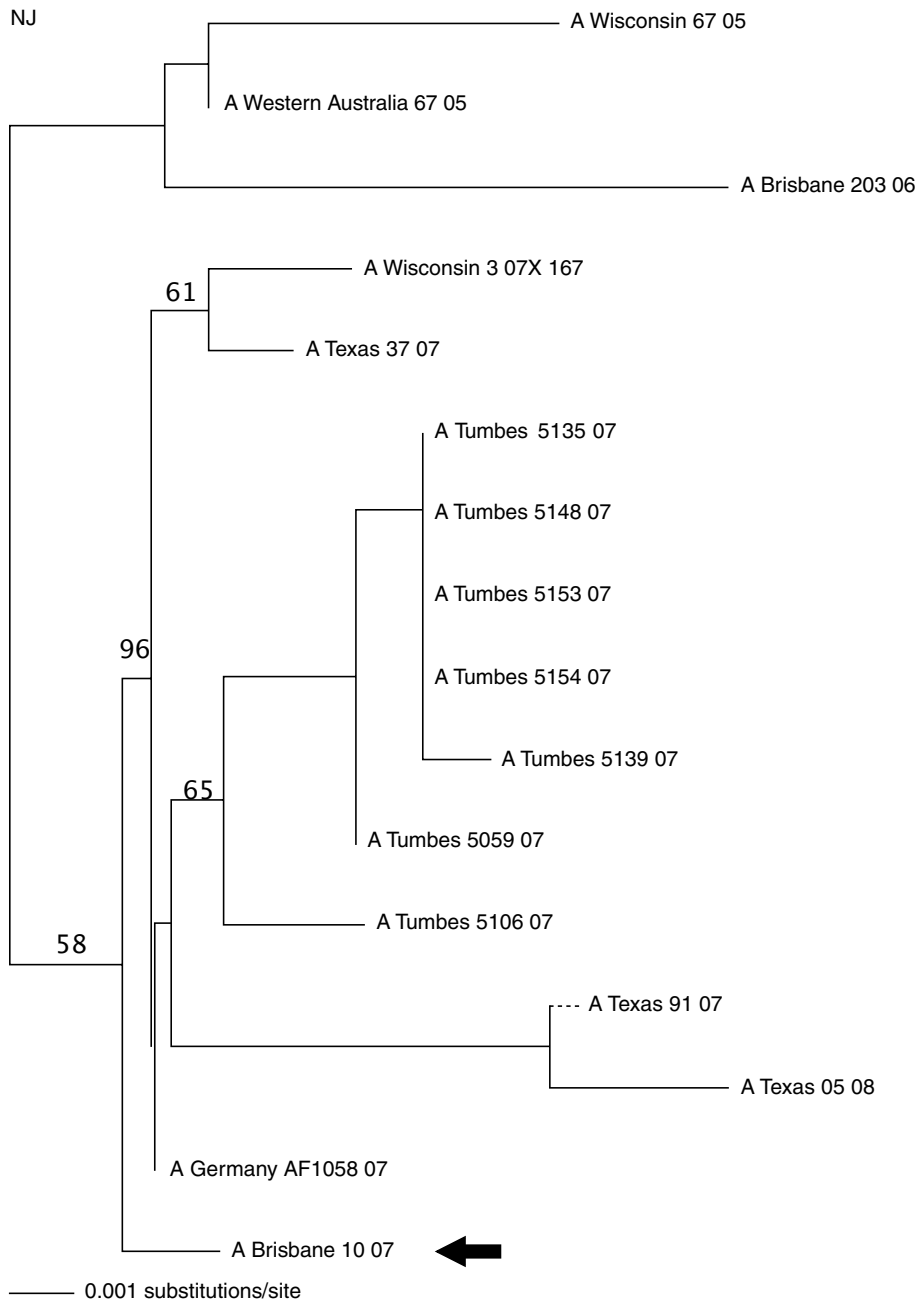 NJ
A Wisconsin 67 05
A Western Australia 67 05
A Brisbane 203 06
A Wisconsin 3 07X 167
61
A Texas 37 07
A Tumbes 5135 07
A Tumbes 5148 07
A Tumbes 5153 07
96
A Tumbes 5154 07
A Tumbes 5139 07
65
A Tumbes 5059 07
A Tumbes 5106 07
58
A Texas 91 07
A Texas 05 08
A Germany AF1058 07
A Brisbane 10 07
0.001 substitutions/site